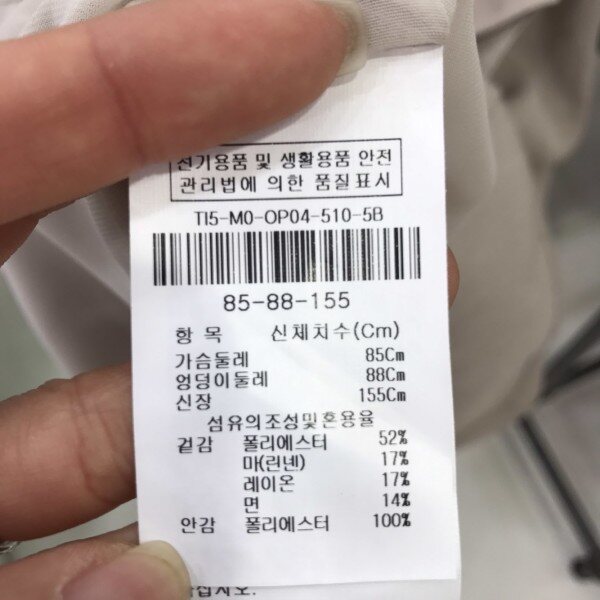 전기용품 및 생활용품 안전
관리법에 의한 품질표시
TI5-M0-OP04-510-5B
85-88-155
항 목 신체치수(Cm)
가슴둘레 85Cm
엉덩이둘레 88Cm
신장 155Cm
섬유의조성및혼용율
겉감 폴리에스터 52%
마(린넨) 17%
레이온 17%
면 14%
안감 폴리에스터 100%